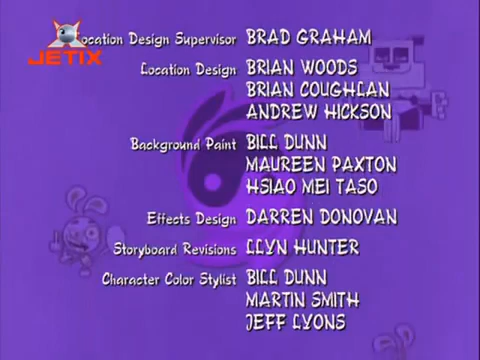 Location Design Supervisor BRAD GRAHAM
JETIX
Location Design BRIAN WOODS
BRIAN COUGHLAN
ANDREW HICKSON
Background Paint BILL DUNN
MAUREEN PAXTON
HSIAO MEI TASO
Effects Design DARREN DONOVAN
Storyboard Revisions LLYN HUNTER
Character Color Stylist BILL DUNN
MARTIN SMITH
JEFF LYONS